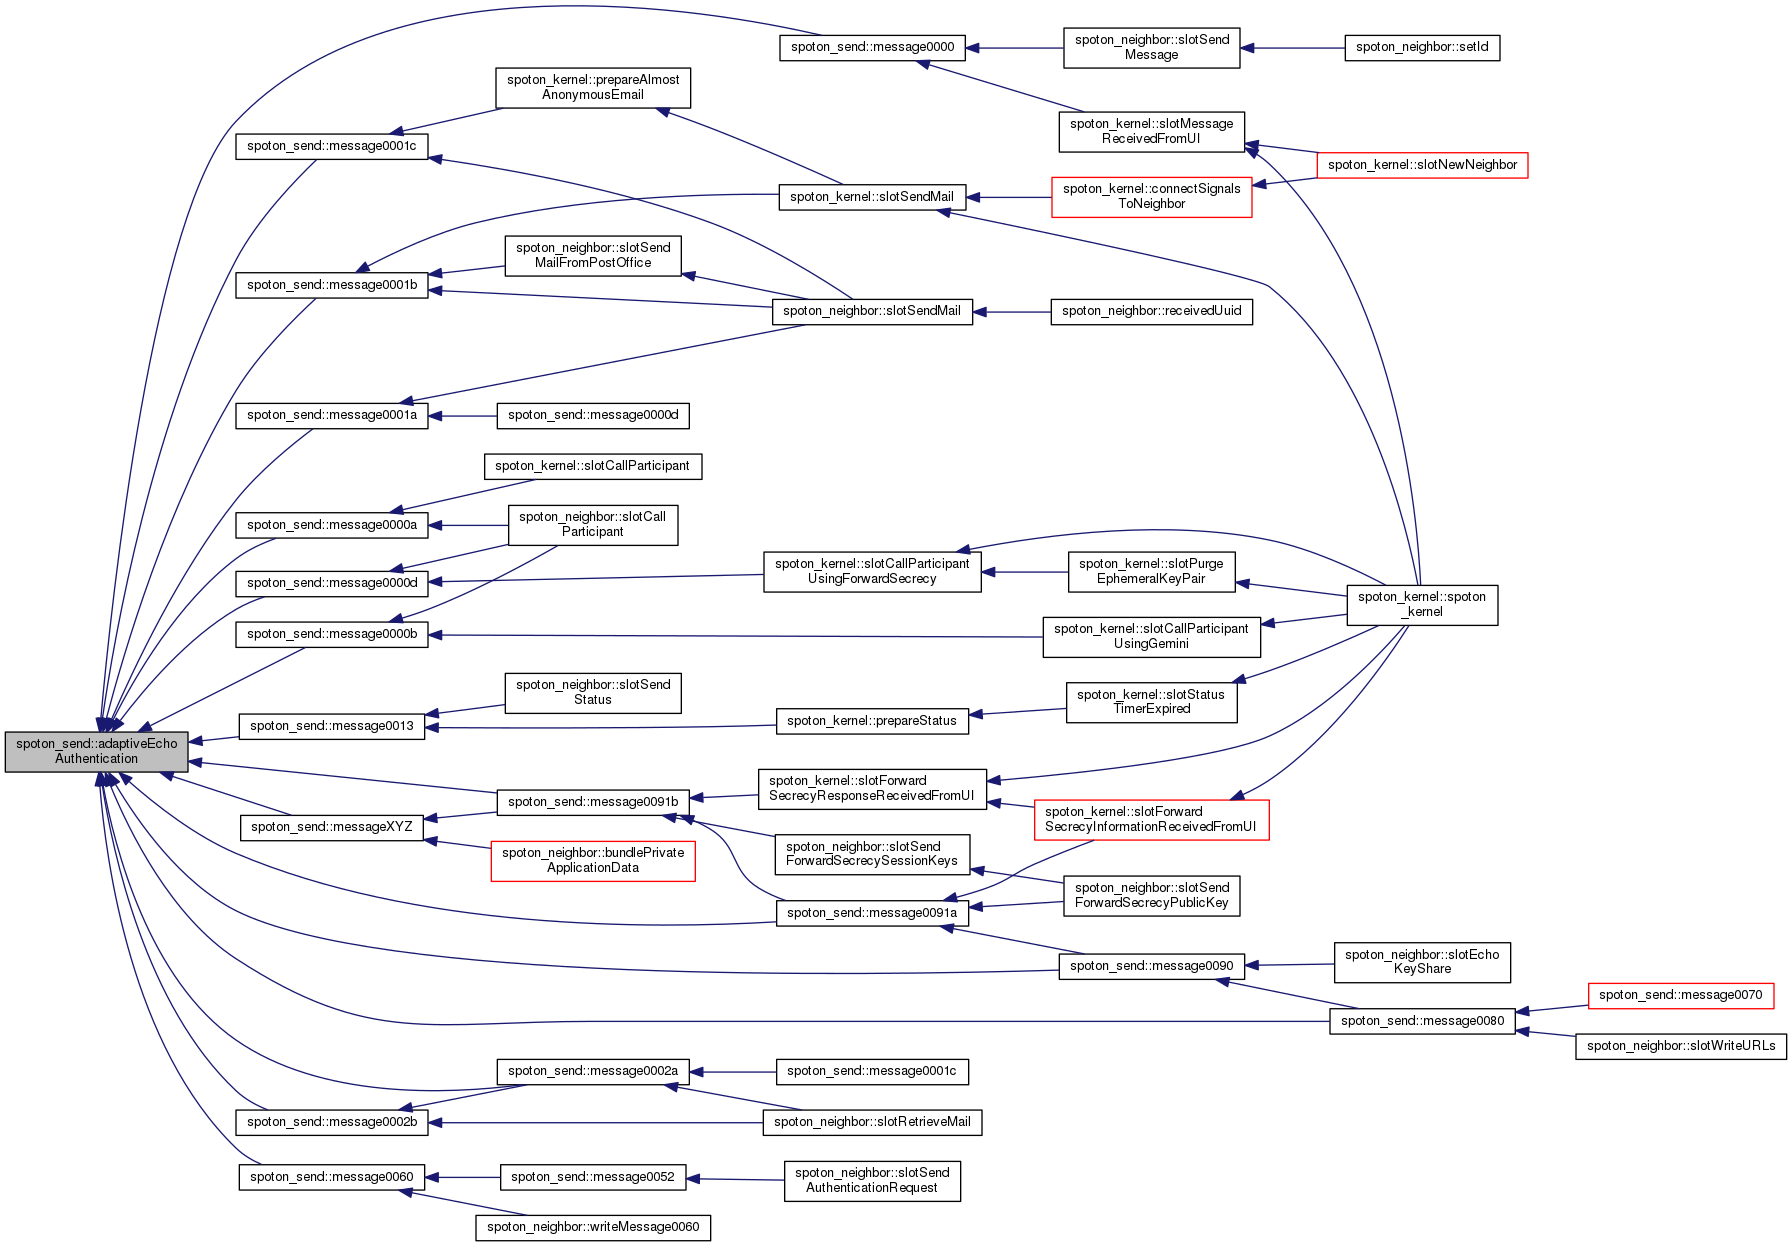 spoton_send::message0000
spoton_neighbor::slotSend
Message
spoton_neighbor::setId
spoton_kernel::prepareAlmost
AnonymousEmail
spoton_kernel::slotMessage
ReceivedFromUI
spoton_send::message0001c
spoton_kernel::slotNewNeighbor
spoton_kernel::slotSendMail
spoton_kernel::connectSignals
ToNeighbor
spoton_neighbor::slotSend
MailFromPostOffice
spoton_send::message0001b
spoton_neighbor::slotSendMail
spoton_neighbor::receivedUuid
spoton_send::message0001a
spoton_send::message0000d
spoton_kernel::slotCallParticipant
spoton_send::message0000a
spoton_neighbor::slotCall
Participant
spoton_send::message0000d
spoton_kernel::slotCallParticipant
UsingForwardSecrecy
spoton_kernel::slotPurge
EphemeralKeyPair
spoton_kernel::spoton
_kernel
spoton_send::message0000b
spoton_kernel::slotCallParticipant
UsingGemini
spoton_neighbor::slotSend
Status
spoton_kernel::slotStatus
TimerExpired
spoton_send::message0013
spoton_kernel::prepareStatus
spoton_send::adaptiveEcho
Authentication
spoton_send::message0091b
spoton_kernel::slotForward
SecrecyResponseReceivedFromUI
spoton_kernel::slotForward
SecrecyInformationReceivedFromUI
spoton_send::messageXYZ
spoton_neighbor::bundlePrivate
ApplicationData
spoton_neighbor::slotSend
ForwardSecrecySessionKeys
spoton_neighbor::slotSend
ForwardSecrecyPublicKey
spoton_send::message0091a
spoton_send::message0090
spoton_neighbor::slotEcho
KeyShare
spoton_send::message0070
spoton_send::message0080
spoton_neighbor::slotWriteURLs
spoton_send::message0002a
spoton_send::message0001c
spoton_send::message0002b
spoton_neighbor::slotRetrieveMail
spoton_send::message0060
spoton_send::message0052
spoton_neighbor::slotSend
AuthenticationRequest
spoton_neighbor::writeMessage0060